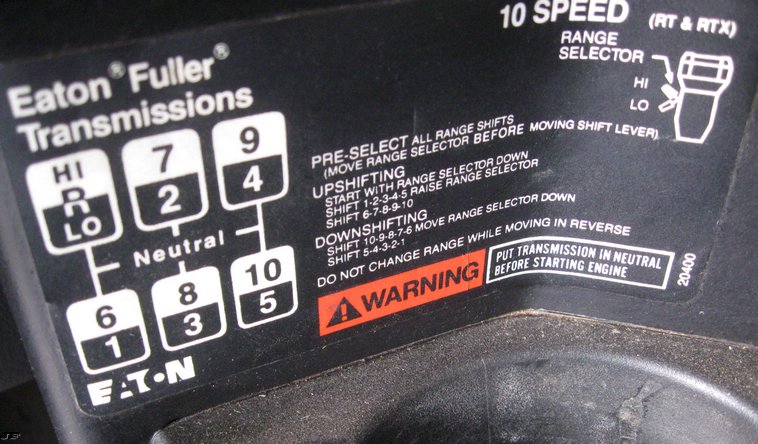 10 SPEED (RT & RTX)
RANGE
SELECTOR
HI
LO
Eaton® Fuller®
Transmissions
HI
R
LO
7
2
9
4
Neutral
6
1
8
3
10
5
EATON
PRE-SELECT ALL RANGE SHIFTS
(MOVE RANGE SELECTOR BEFORE MOVING SHIFT LEVER)
UPSHIFTING
START WITH RANGE SELECTOR DOWN
SHIFT 1-2-3-4-5 RAISE RANGE SELECTOR
SHIFT 6-7-8-9-10
DOWNSHIFTING
SHIFT 10-9-8-7-6 MOVE RANGE SELECTOR DOWN
SHIFT 5-4-3-2-1
DO NOT CHANGE RANGE WHILE MOVING IN REVERSE
WARNING
PUT TRANSMISSION IN NEUTRAL
BEFORE STARTING ENGINE
20400